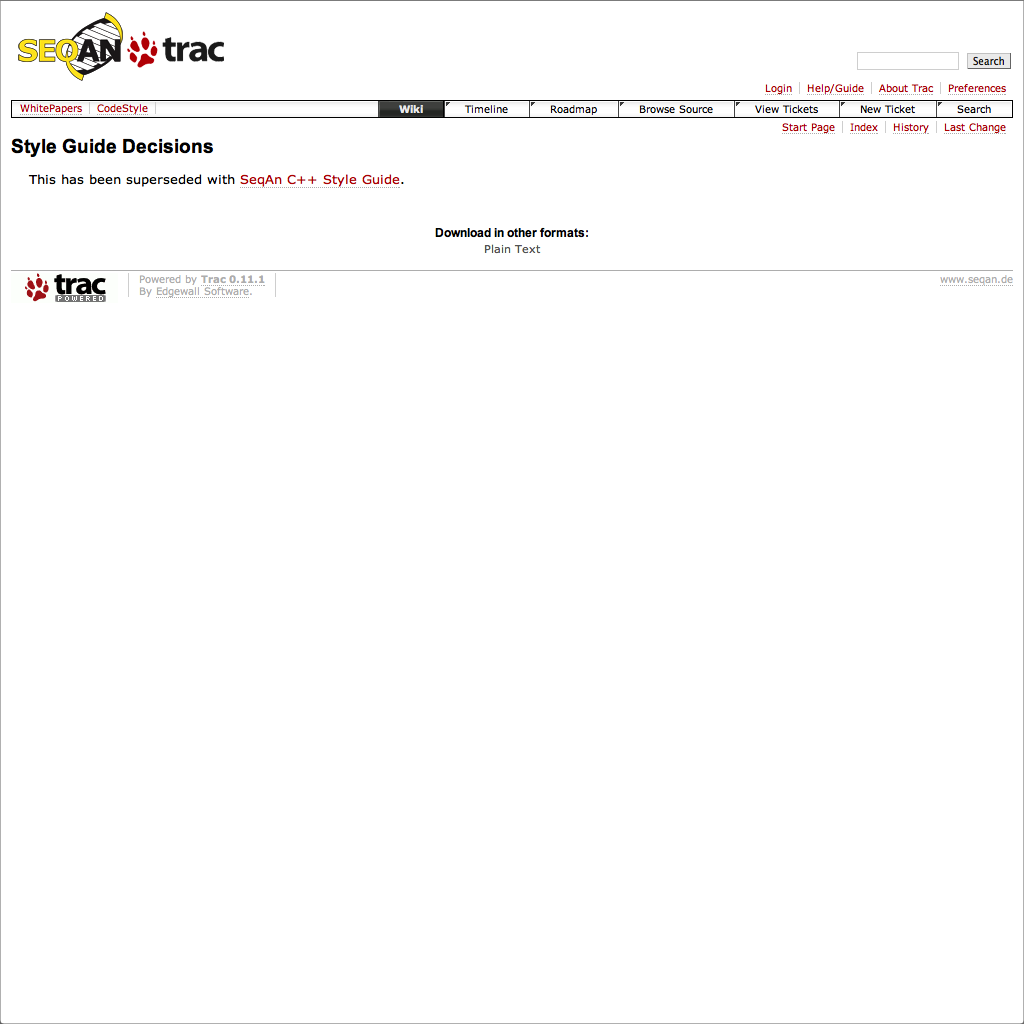 SEQAN trac
Search
Login Help/Guide About Trac Preferences
WhitePapers CodeStyle Wiki Timeline Roadmap Browse Source View Tickets New Ticket Search
Start Page Index History Last Change
Style Guide Decisions
This has been superseded with SeqAn C++ Style Guide.
Download in other formats:
Plain Text
trac POWERED
Powered by Trac 0.11.1
By Edgewall Software.
www.seqan.de